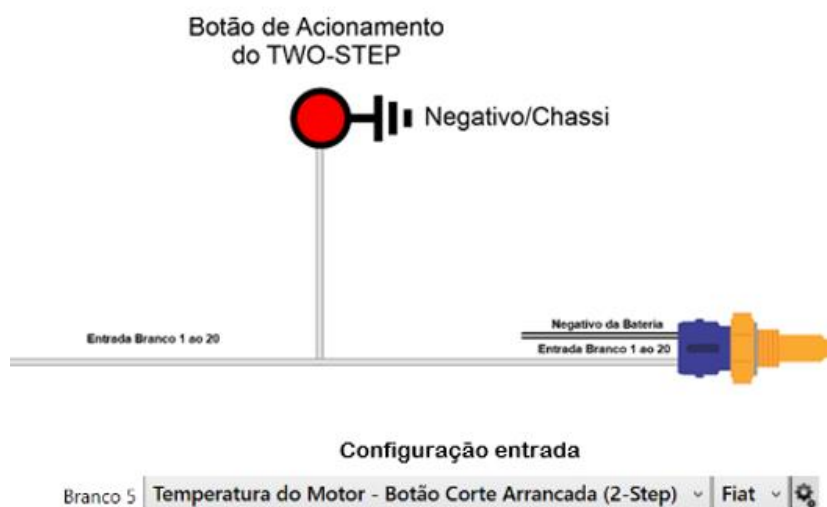 Botão de Acionamento
do TWO-STEP
Negativo/Chassi
Negativo da Bateria
Entrada Branco 1 ao 20
Entrada Branco 1 ao 20
Configuração entrada
Branco 5 Temperatura do Motor - Botão Corte Arrancada (2-Step) Fiat